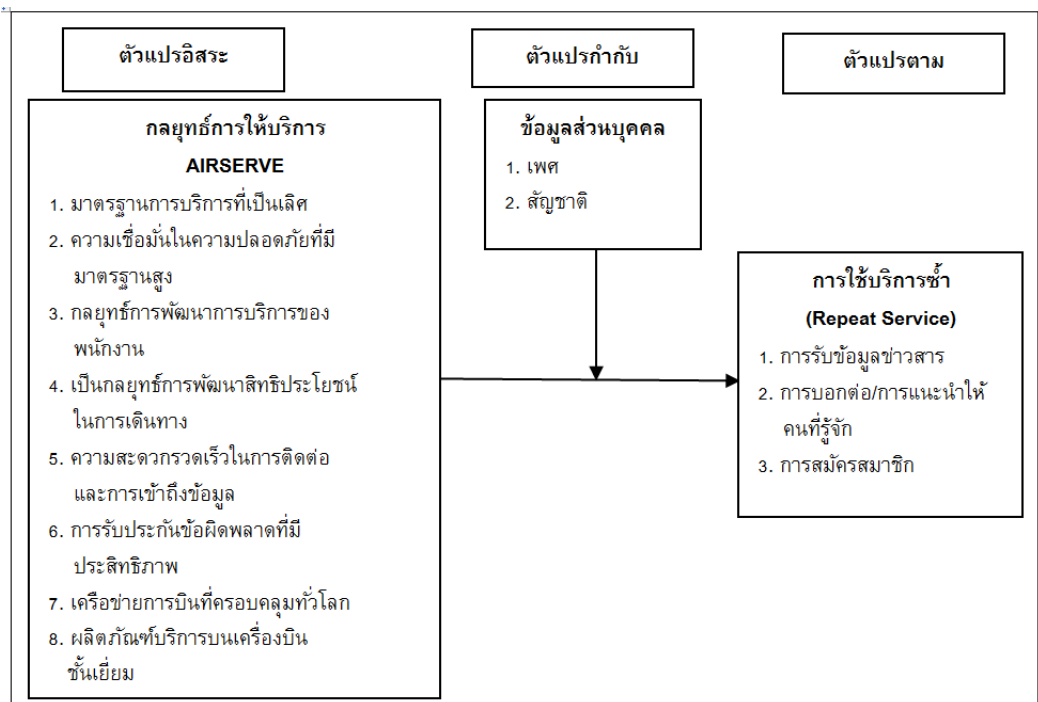 ตัวแปรอิสระ
ตัวแปรกำกับ
ตัวแปรตาม
กลยุทธ์การให้บริการ
AIRSERVE
1. มาตรฐานการบริการที่เป็นเลิศ
2. ความเชื่อมั่นในความปลอดภัยที่มี
มาตรฐานสูง
3. กลยุทธ์การพัฒนาการบริการของ
พนักงาน
4. เป็นกลยุทธ์การพัฒนาสิทธิประโยชน์
ในการเดินทาง
5. ความสะดวกรวดเร็วในการติดต่อ
และการเข้าถึงข้อมูล
6. การรับประกันข้อผิดพลาดที่มี
ประสิทธิภาพ
7. เครือข่ายการบินที่ครอบคลุมทั่วโลก
8. ผลิตภัณฑ์บริการบนเครื่องบิน
ชั้นเยี่ยม
ข้อมูลส่วนบุคคล
1. เพศ
2. สัญชาติ
การใช้บริการซ้ำ
(Repeat Service)
1. การรับข้อมูลข่าวสาร
2. การบอกต่อ/การแนะนำให้
คนที่รู้จัก
3. การสมัครสมาชิก